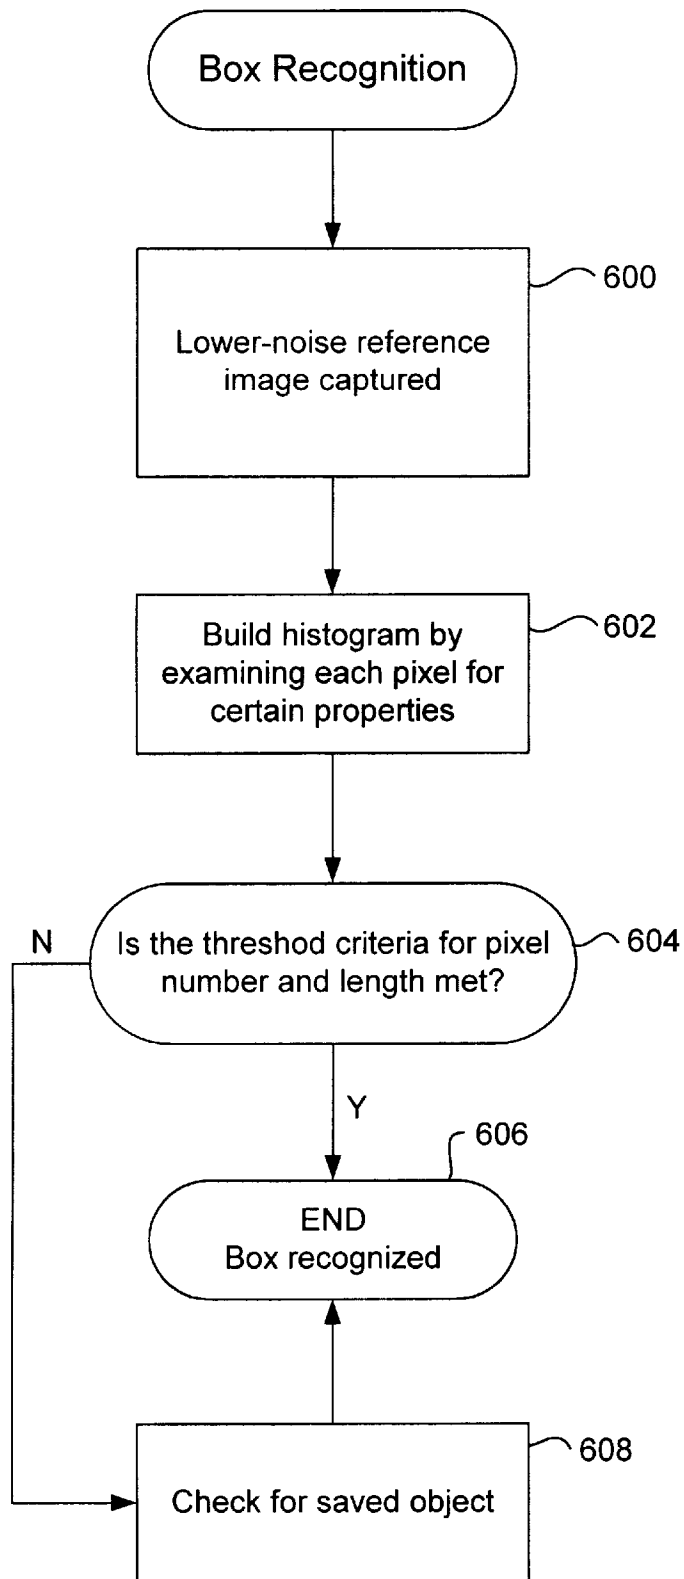 Box Recognition
600
Lower-noise reference
image captured
602
Build histogram by
examining each pixel for
certain properties
N
Is the threshod criteria for pixel
number and length met?
604
Y
606
END
Box recognized
608
Check for saved object